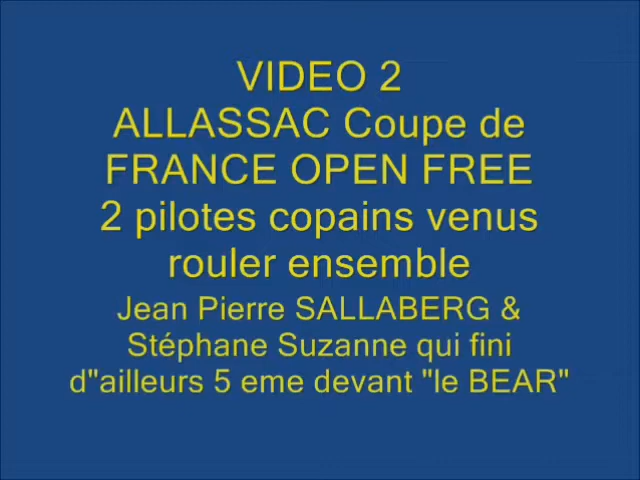 VIDEO 2
ALLASSAC Coupe de
FRANCE OPEN FREE
2 pilotes copains venus
rouler ensemble
Jean Pierre SALLABERG &
Stéphane Suzanne qui fini
d"ailleurs 5 eme devant "le BEAR"